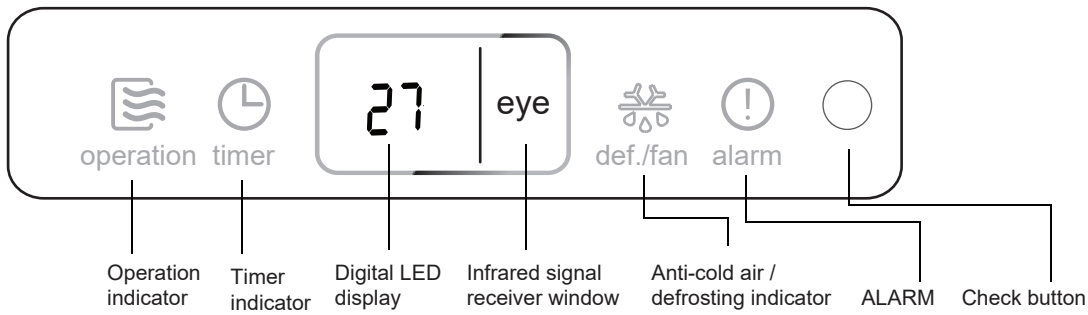 27
eye
operation timer def./fan alarm
Operation indicator
Timer indicator
Digital LED display
Infrared signal receiver window
Anti-cold air / defrosting indicator
ALARM
Check button